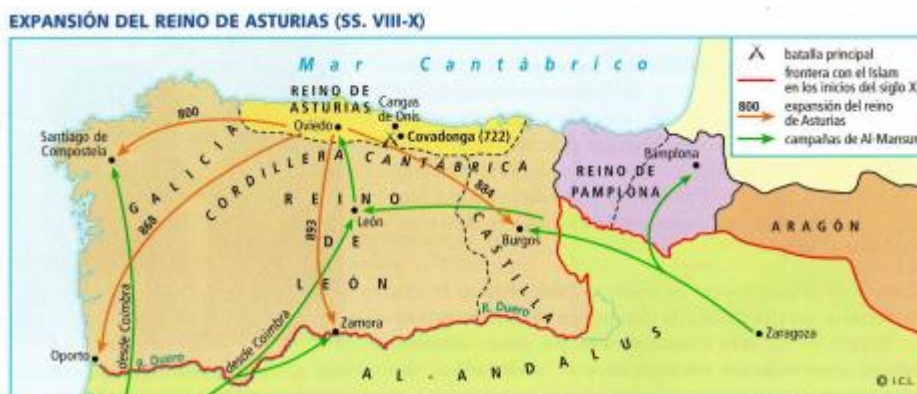 EXPANSIÓN DEL REINO DE ASTURIAS (SS. VIII-X)
Mar Cantábrico
batalla principal
frontera con el Islam
en los inicios del siglo X
800 expansión del reino
de Asturias
campañas de Al-Mansur
REINO DE
ASTURIAS
800
Cangas
de Onís
Oviedo
Covadonga (722)
Santiago de
Compostela
GALICIA
CORDILLERA CANTÁBRICA
868
893
884
REINO
DE
LEÓN
León
CASTILLA
Burgos
REINO DE
PAMPLONA
Pamplona
ARAGÓN
desde Coimbra
desde Coimbra
Zamora
R. Duero
R. Duero
Oporto
Zaragoza
AL-ANDALUS
© I.C.L.